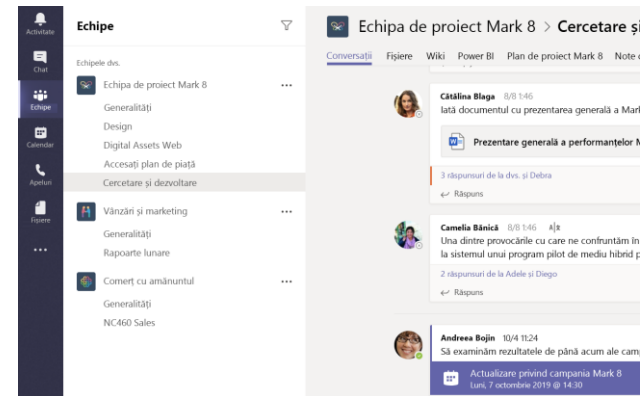 Activitate
Chat
Echipe
Calendar
Apeluri
Fișiere
Echipe
Echipele dvs.
Echipa de proiect Mark 8
Generalități
Design
Digital Assets Web
Accesați plan de piață
Cercetare și dezvoltare
Vânzări și marketing
Generalități
Rapoarte lunare
Comerț cu amănuntul
Generalități
NC460 Sales
Echipa de proiect Mark 8 > Cercetare și
Conversații Fișiere Wiki Power BI Plan de proiect Mark 8 Note
Cătălina Blaga 8/8 1:46
Iată documentul cu prezentarea generală a Mark
Prezentare generală a performanțelor M
3 răspunsuri de la dvs. și Debra
Răspuns
Camelia Bănică 8/8 1:46
Una dintre provocările cu care ne confruntăm în
la sistemul unui program pilot de mediu hibrid p
2 răspunsuri de la Adele și Diego
Răspuns
Andreea Bojin 10/4 11:24
Să examinăm rezultatele de până acum ale camp
Actualizare privind campania Mark 8
Luni, 7 octombrie 2019 @ 14:30